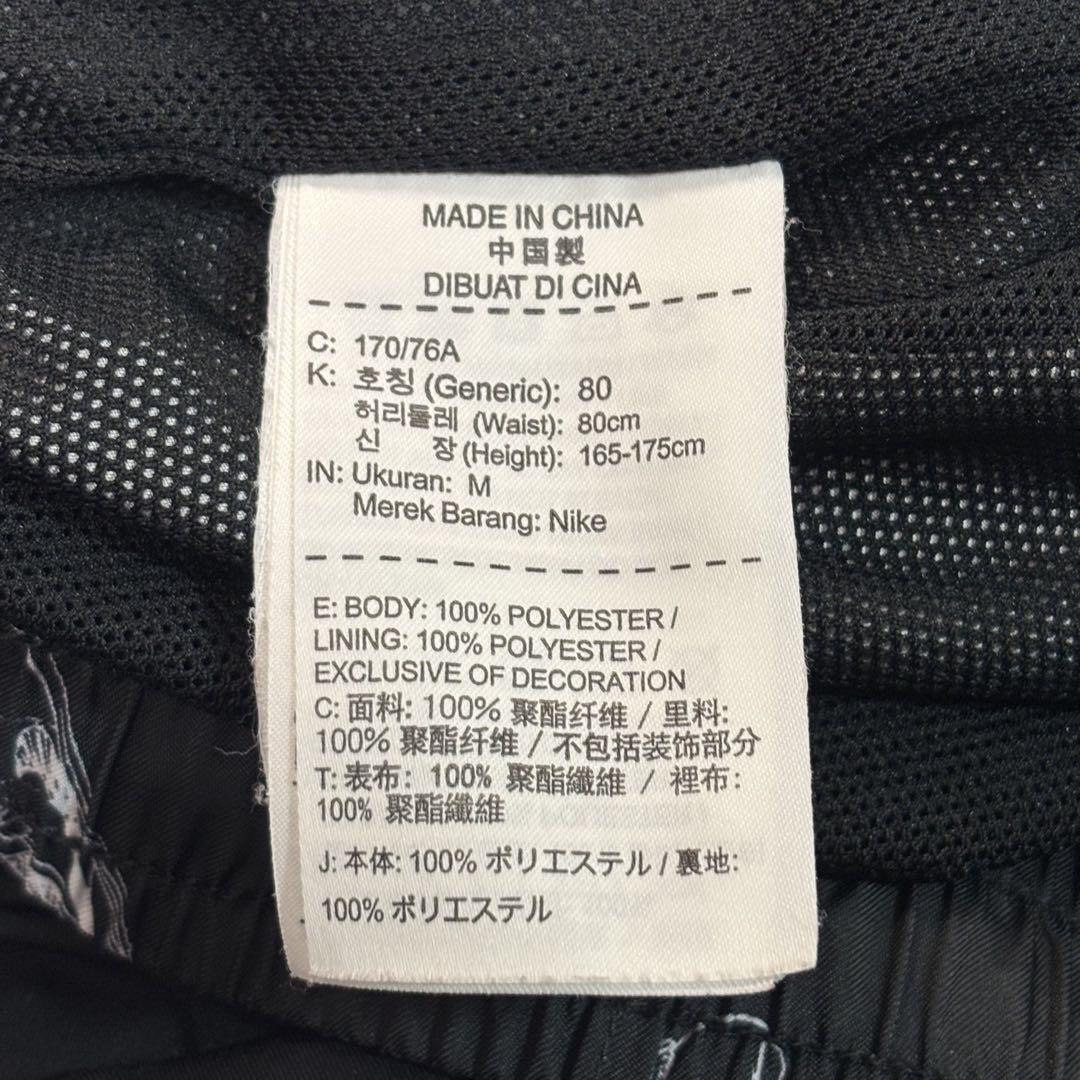 MADE IN CHINA
中国製
DIBUAT DI CINA
C: 170/76A
K: 호칭 (Generic): 80
허리둘레 (Waist): 80cm
신 장 (Height): 165-175cm
IN: Ukuran: M
Merek Barang: Nike
E: BODY: 100% POLYESTER /
LINING: 100% POLYESTER /
EXCLUSIVE OF DECORATION
C: 面料: 100% 聚酯纤维 / 里料:
100% 聚酯纤维 / 不包括装饰部分
T: 表布: 100% 聚酯纖維 / 裡布:
100% 聚酯纖維
J: 本体: 100% ポリエステル / 裏地:
100% ポリエステル